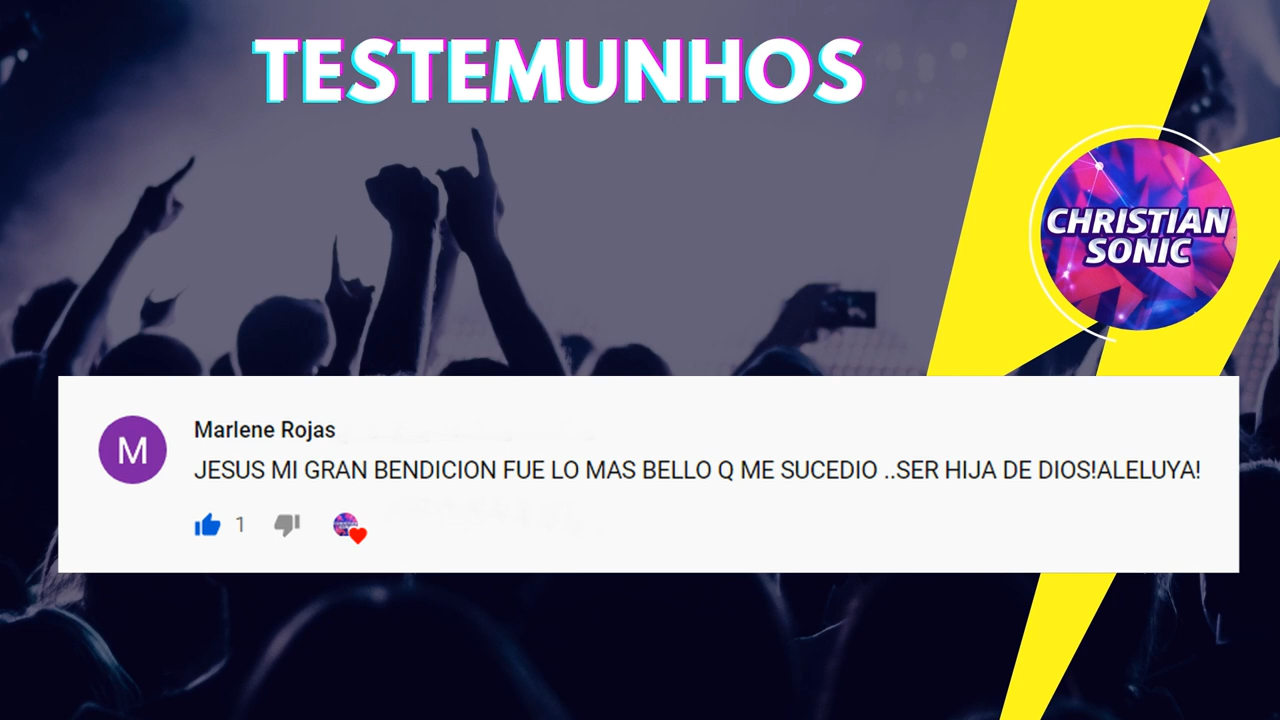 TESTEMUNHOS
CHRISTIAN
SONIC
M
Marlene Rojas
JESUS MI GRAN BENDICION FUE LO MAS BELLO Q ME SUCEDIO ..SER HIJA DE DIOS!ALELUYA!
1